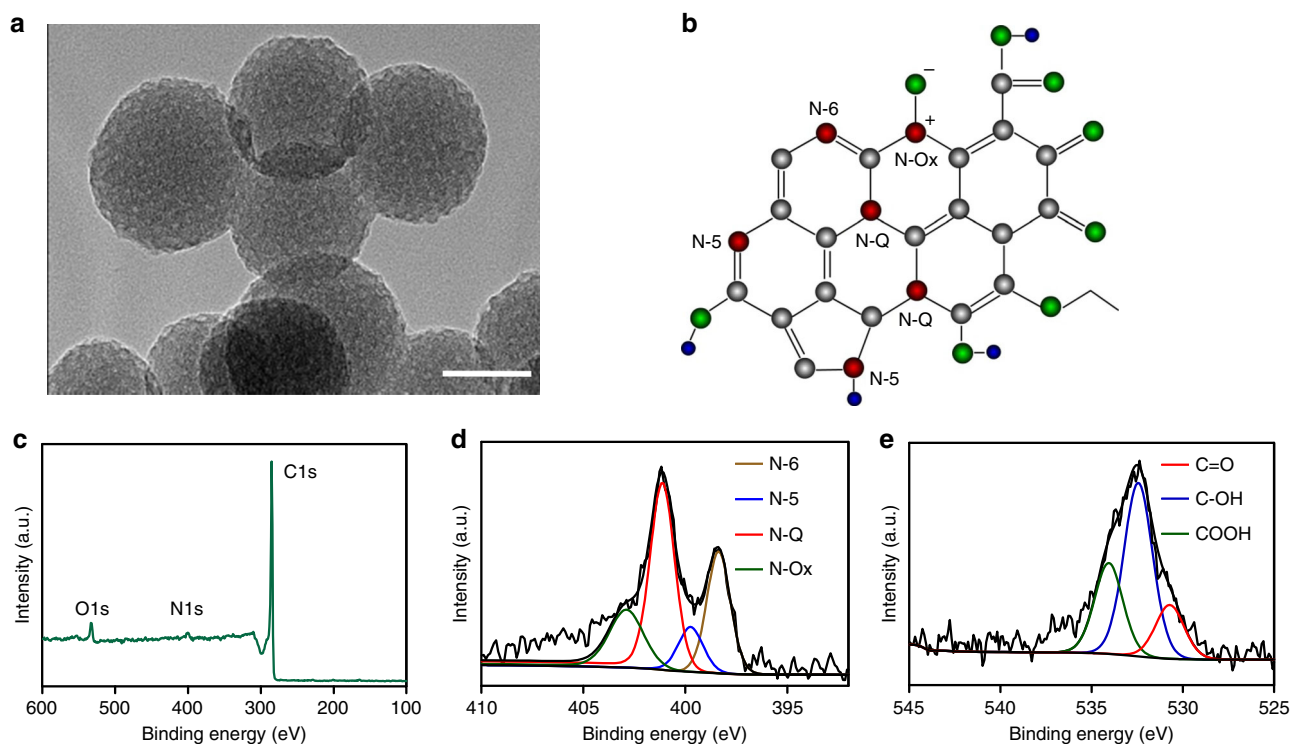 a
b
−
N-6
+
N-Ox
N-5
N-Q
N-Q
N-5
c
C1s
O1s
N1s
Intensity (a.u.)
600 500 400 300 200 100
Binding energy (eV)
d
N-6
N-5
N-Q
N-Ox
Intensity (a.u.)
410 405 400 395
Binding energy (eV)
e
C=O
C-OH
COOH
Intensity (a.u.)
545 540 535 530 525
Binding energy (eV)